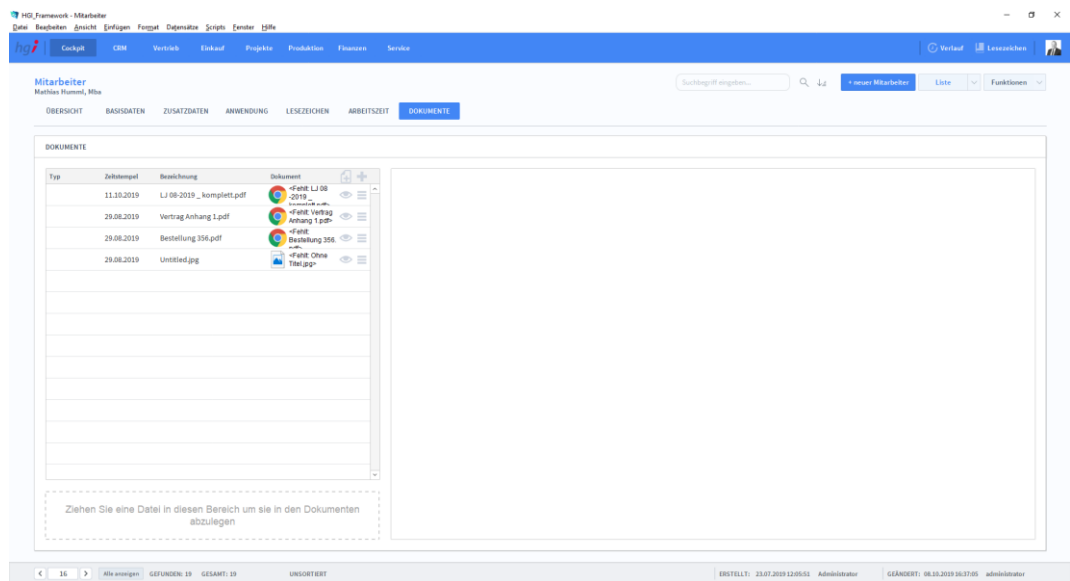 HGI_Framework - Mitarbeiter
Datei Bearbeiten Ansicht Einfügen Format Datensätze Scripts Fenster Hilfe
hgi Cockpit CRM Vertrieb Einkauf Projekte Produktion Finanzen Service Verlauf Lesezeichen
Mitarbeiter
Mathias Humml, Mba
Suchbegriff eingeben... + neuer Mitarbeiter Liste Funktionen
ÜBERSICHT BASISDATEN ZUSATZDATEN ANWENDUNG LESEZEICHEN ARBEITSZEIT DOKUMENTE
DOKUMENTE
Typ Zeitstempel Bezeichnung Dokument
11.10.2019 LJ 08-2019 _ komplett.pdf <Fehlt: LJ 08
-2019 _
komplett.pdf>
29.08.2019 Vertrag Anhang 1.pdf <Fehlt: Vertrag
Anhang 1.pdf>
29.08.2019 Bestellung 356.pdf <Fehlt:
Bestellung 356.
pdf>
29.08.2019 Untitled.jpg <Fehlt: Ohne
Titel.jpg>
Ziehen Sie eine Datei in diesen Bereich um sie in den Dokumenten
abzulegen
16 Alle anzeigen GEFUNDEN: 19 GESAMT: 19 UNSORTIERT ERSTELLT: 23.07.2019 12:05:51 Administrator GEÄNDERT: 08.10.2019 16:37:05 administrator